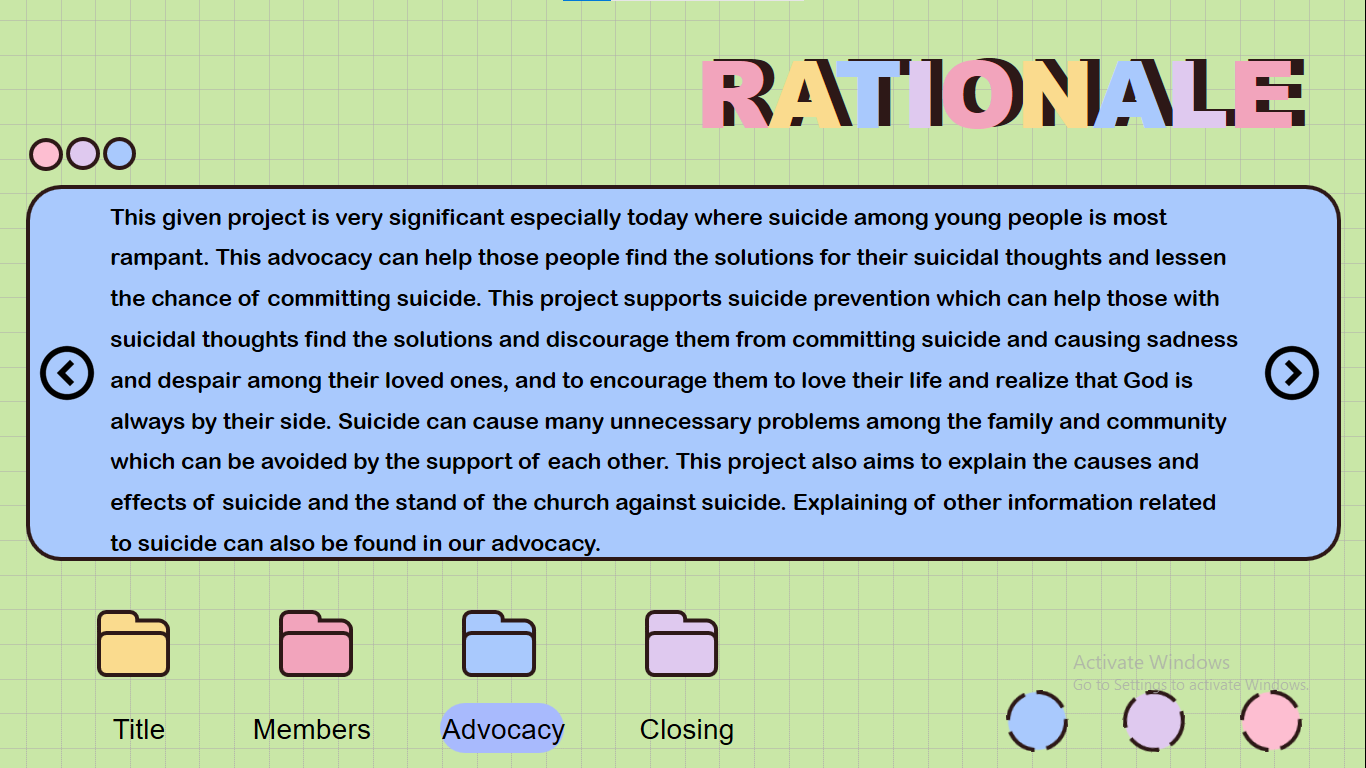 RATIONALE
This given project is very significant especially today where suicide among young people is most
rampant. This advocacy can help those people find the solutions for their suicidal thoughts and lessen
the chance of committing suicide. This project supports suicide prevention which can help those with
suicidal thoughts find the solutions and discourage them from committing suicide and causing sadness
and despair among their loved ones, and to encourage them to love their life and realize that God is
always by their side. Suicide can cause many unnecessary problems among the family and community
which can be avoided by the support of each other. This project also aims to explain the causes and
effects of suicide and the stand of the church against suicide. Explaining of other information related
to suicide can also be found in our advocacy.
Activate Windows
Go to Settings to activate Windows.
Title Members Advocacy Closing